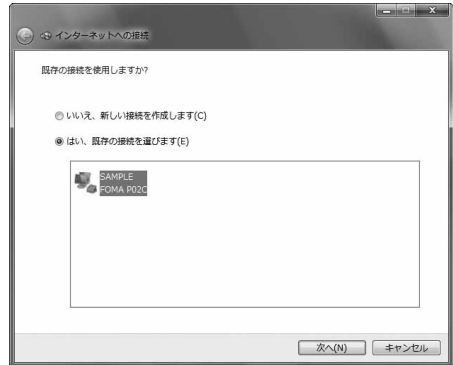 インターネットへの接続
既存の接続を使用しますか?
いいえ、新しい接続を作成します(C)
はい、既存の接続を選びます(E)
SAMPLE
FOMA P02C
次へ(N)
キャンセル